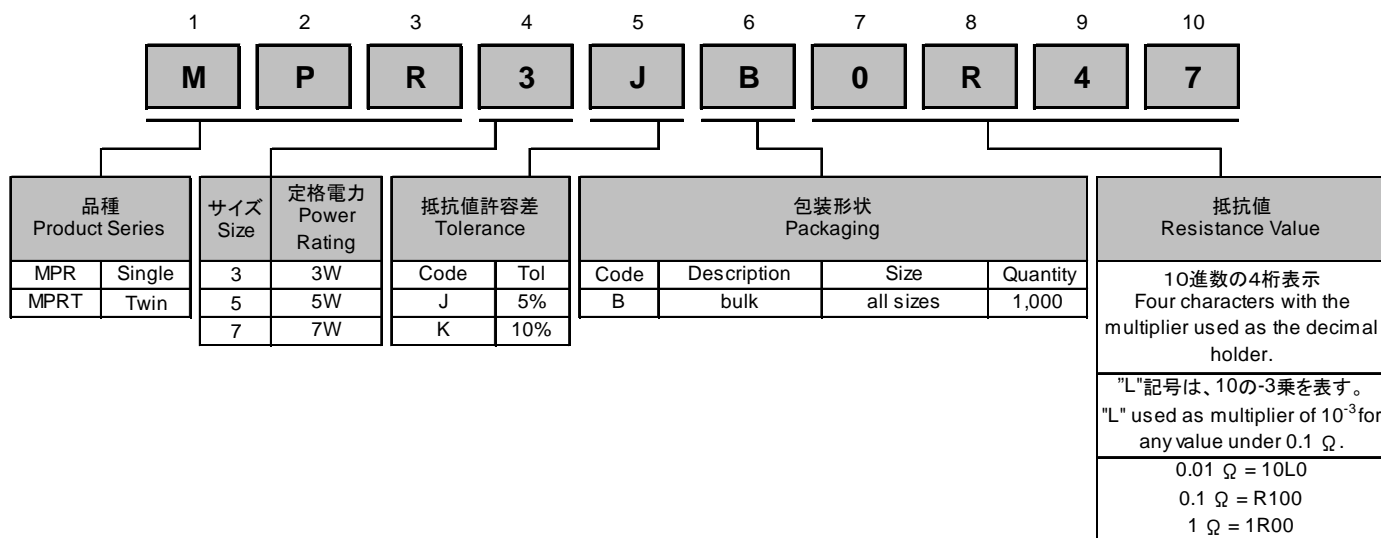 1 2 3 4 5 6 7 8 9 10
M P R 3 J B 0 R 4 7
品種
Product Series
MPR Single
MPRT Twin
サイズ
Size
定格電力
Power
Rating
3 3W
5 5W
7 7W
抵抗値許容差
Tolerance
Code Tol
J 5%
K 10%
包装形状
Packaging
Code Description Size Quantity
B bulk all sizes 1,000
抵抗値
Resistance Value
10進数の4桁表示
Four characters with the
multiplier used as the decimal
holder.
"L"記号は、10の-3乗を表す。
"L" used as multiplier of 10⁻³ for
any value under 0.1 Ω.
0.01 Ω = 10L0
0.1 Ω = R100
1 Ω = 1R00